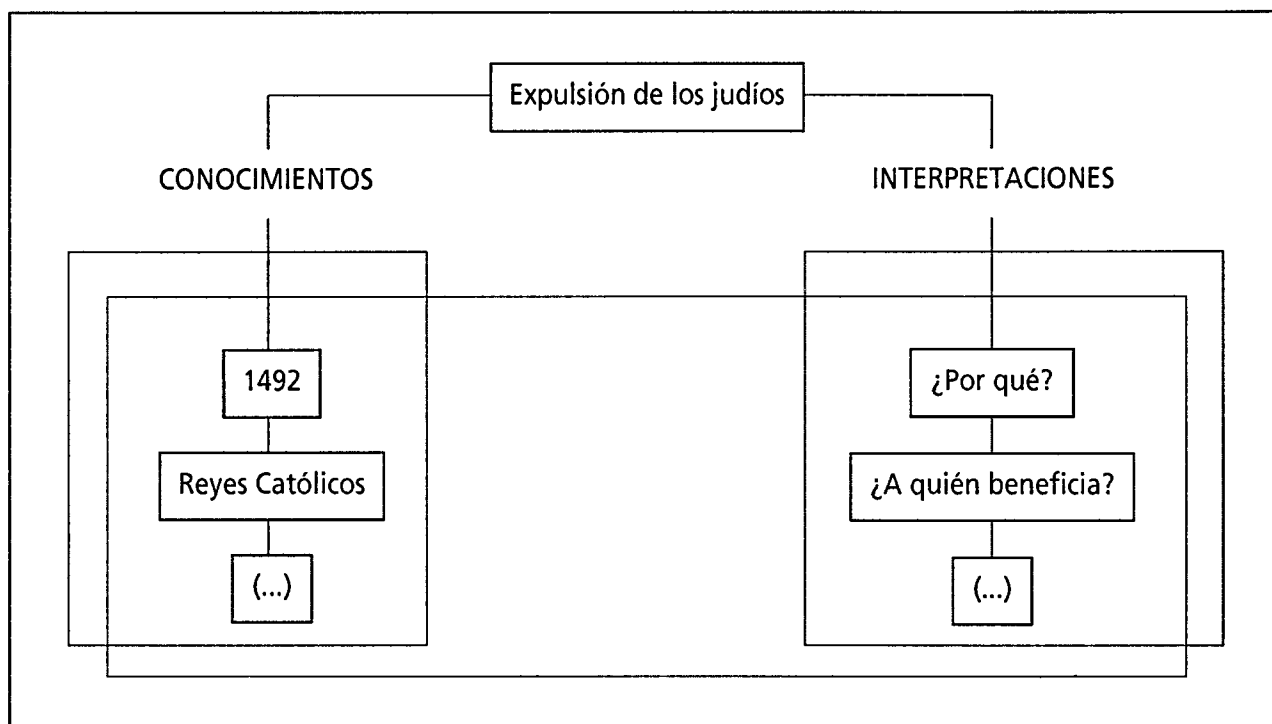 Expulsión de los judíos
CONOCIMIENTOS
INTERPRETACIONES
1492
Reyes Católicos
(...)
¿Por qué?
¿A quién beneficia?
(...)